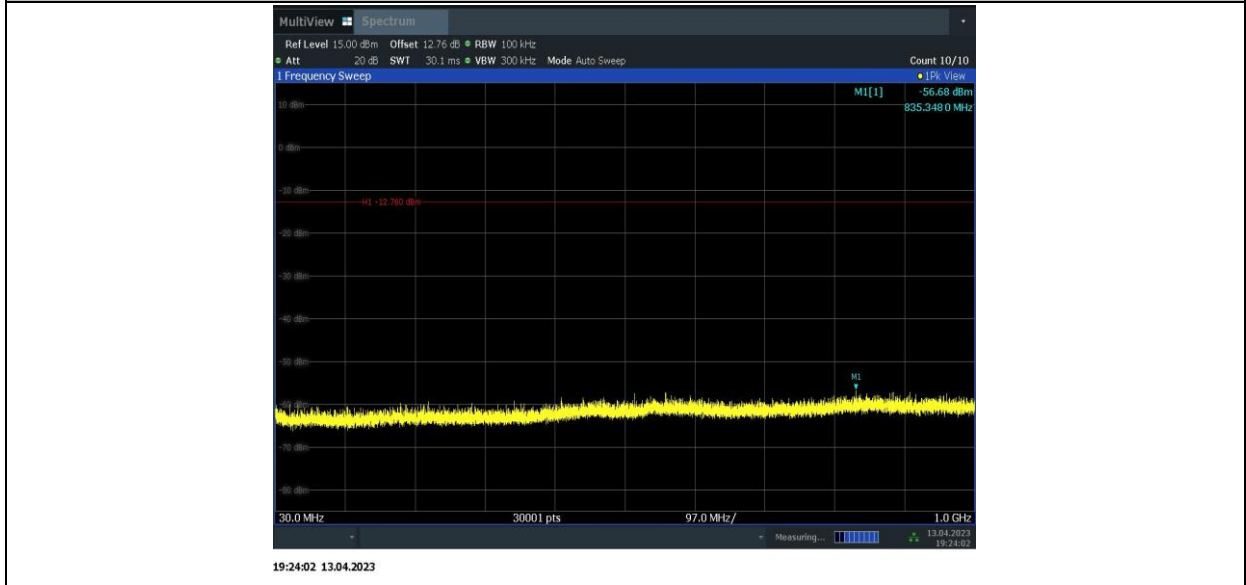 MultiView Spectrum
Ref Level 15.00 dBm Offset 12.76 dB RBW 100 kHz
Att 20 dB SWT 30.1 ms VBW 300 kHz Mode Auto Sweep Count 10/10
1 Frequency Sweep 1Pk View
M1[1] -56.68 dBm
835.3480 MHz
10 dBm
0 dBm
-10 dBm
H1 -12.760 dBm
-20 dBm
-30 dBm
-40 dBm
-50 dBm
M1
-60 dBm
-70 dBm
-80 dBm
30.0 MHz 30001 pts 97.0 MHz/ 1.0 GHz
Measuring... 13.04.2023
19:24:02
19:24:02 13.04.2023